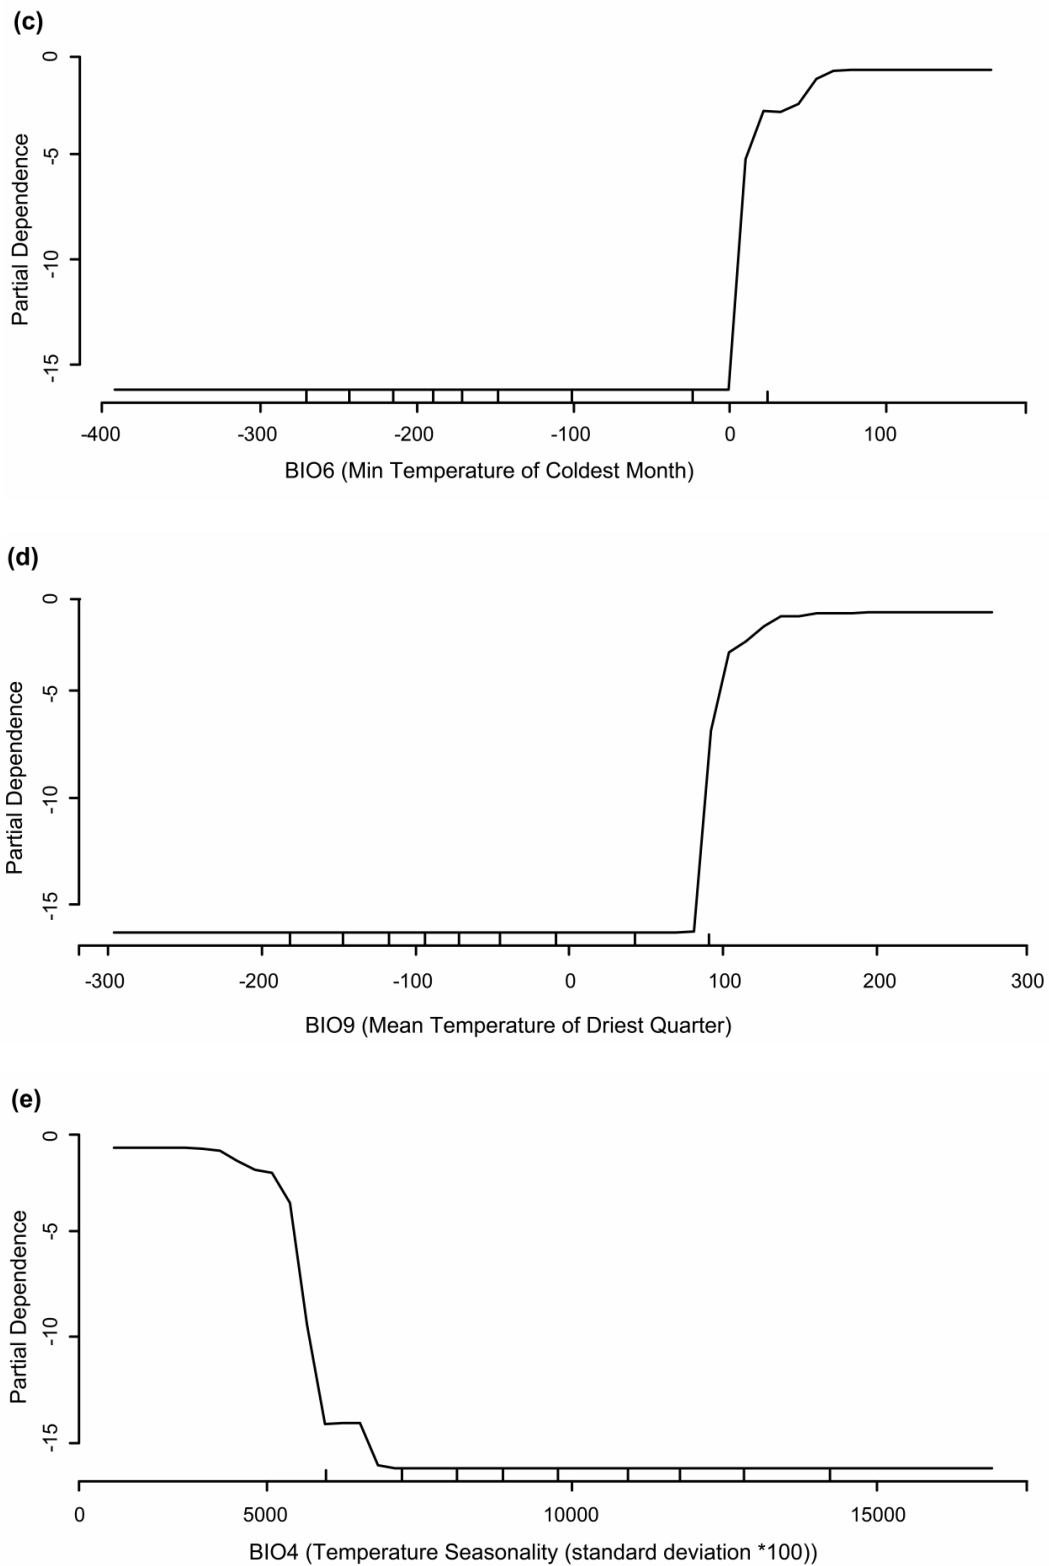 (c)
0
-5
-10
-15
Partial Dependence
-400 -300 -200 -100 0 100
BIO6 (Min Temperature of Coldest Month)
(d)
0
-5
-10
-15
Partial Dependence
-300 -200 -100 0 100 200 300
BIO9 (Mean Temperature of Driest Quarter)
(e)
0
-5
-10
-15
Partial Dependence
0 5000 10000 15000
BIO4 (Temperature Seasonality (standard deviation *100))